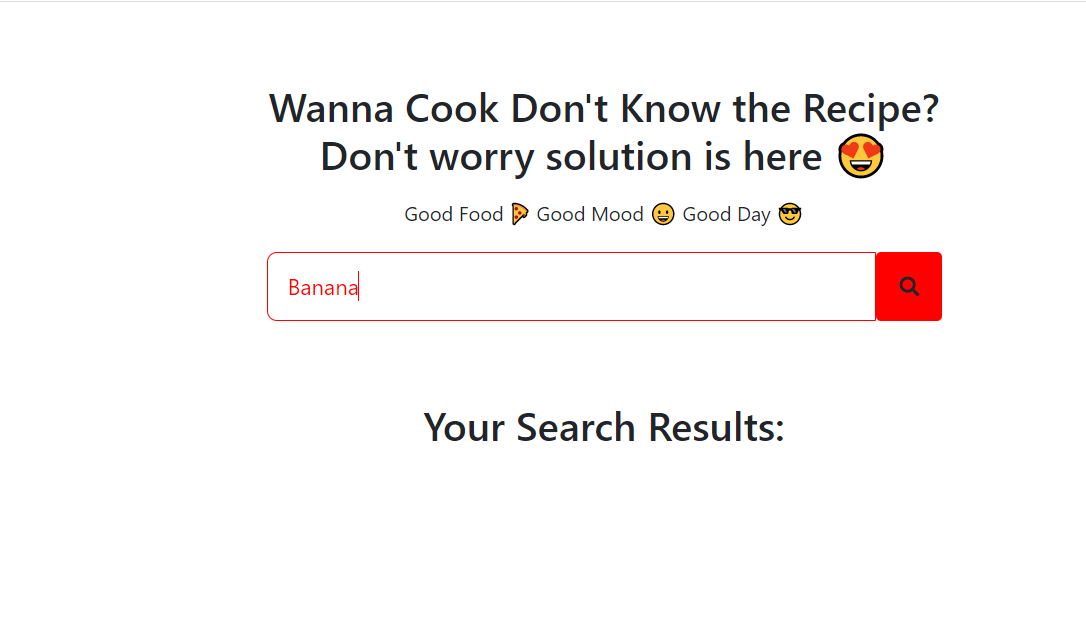 Wanna Cook Don't Know the Recipe?
Don't worry solution is here 😍
Good Food 🍕 Good Mood 😀 Good Day 😎
Banana
Your Search Results: